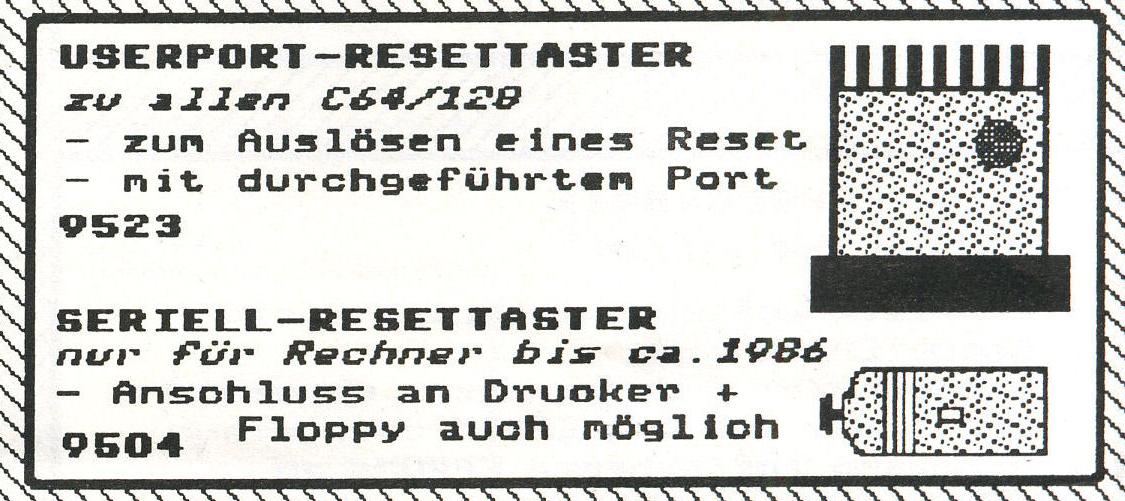 USERPORT-RESETTASTER
zu allen C64/128
- zum Auslösen eines Reset
- mit durchgeführtem Port
9523
SERIELL-RESETTASTER
nur für Rechner bis ca.1986
- Anschluss an Drucker +
Floppy auch möglich
9504